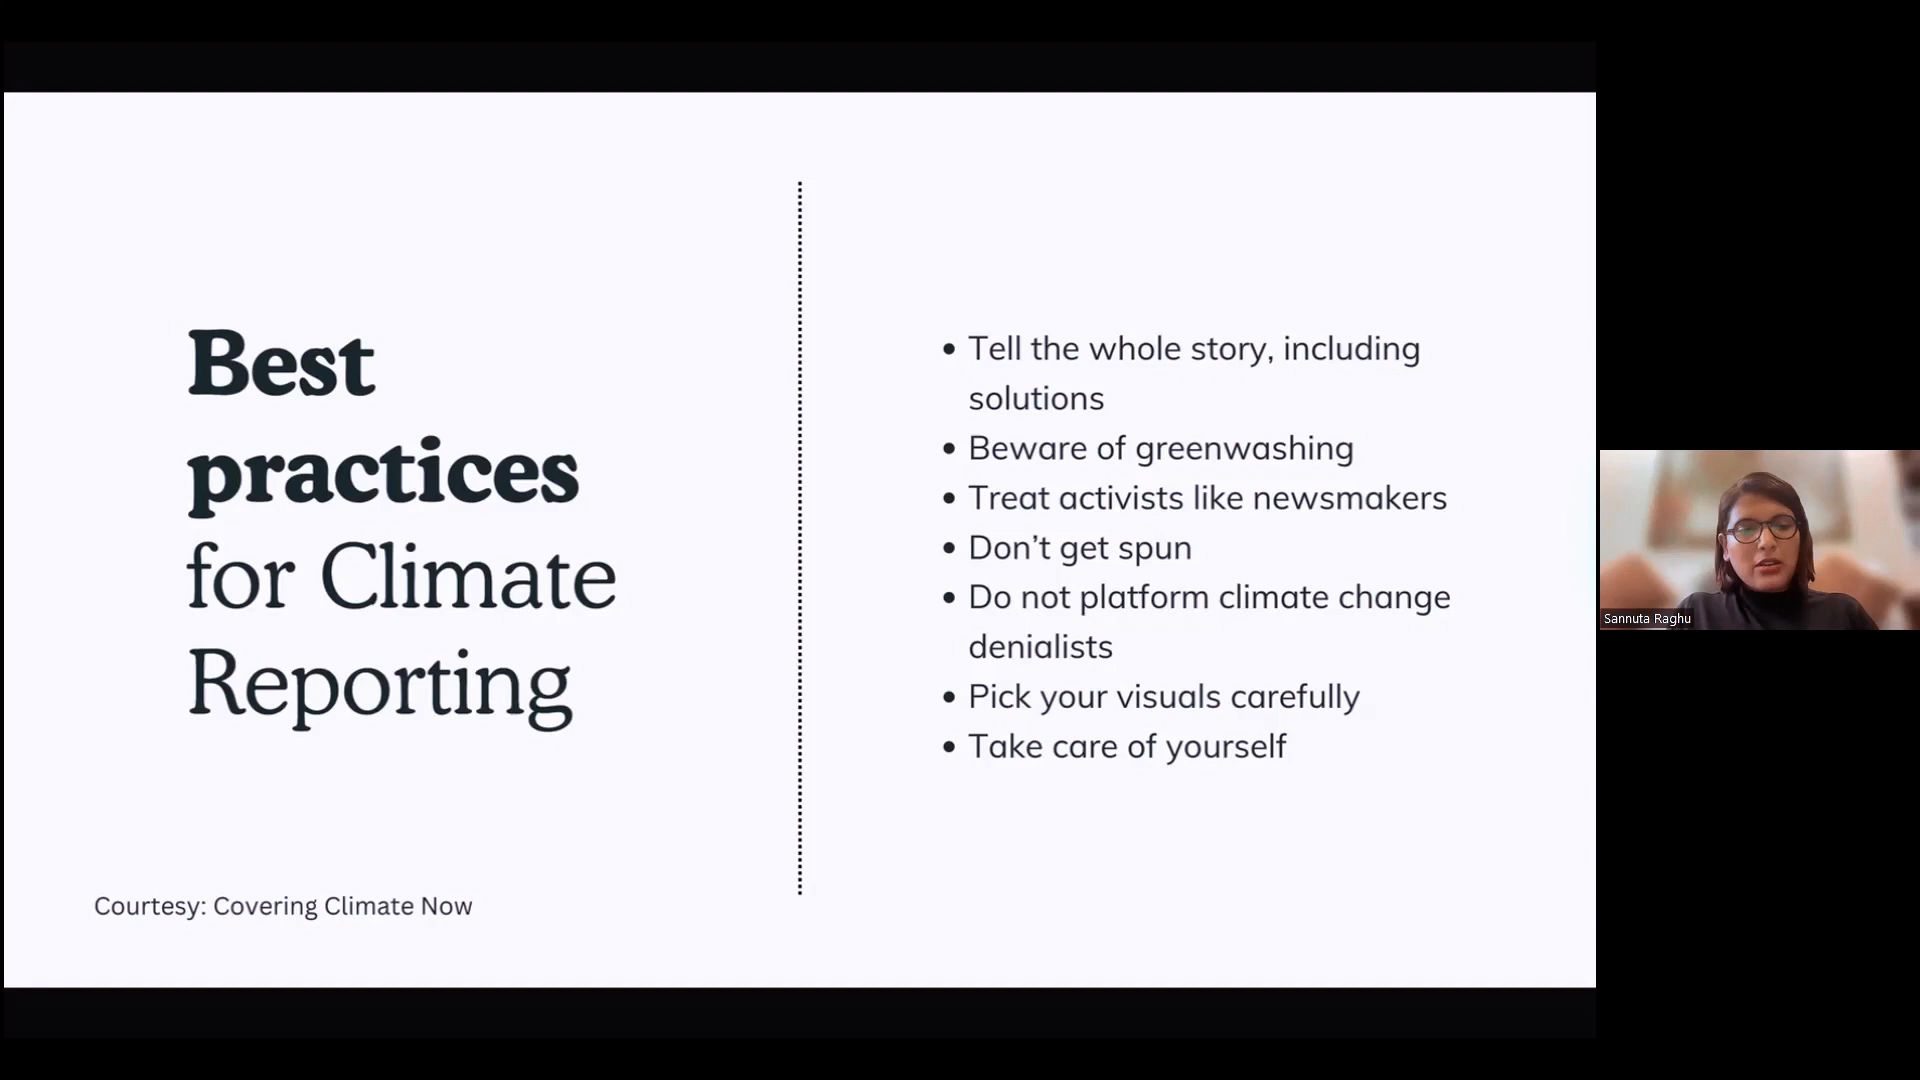 Best
practices
for Climate
Reporting
Courtesy: Covering Climate Now
• Tell the whole story, including
solutions
• Beware of greenwashing
• Treat activists like newsmakers
• Don’t get spun
• Do not platform climate change
denialists
• Pick your visuals carefully
• Take care of yourself
Sannuta Raghu